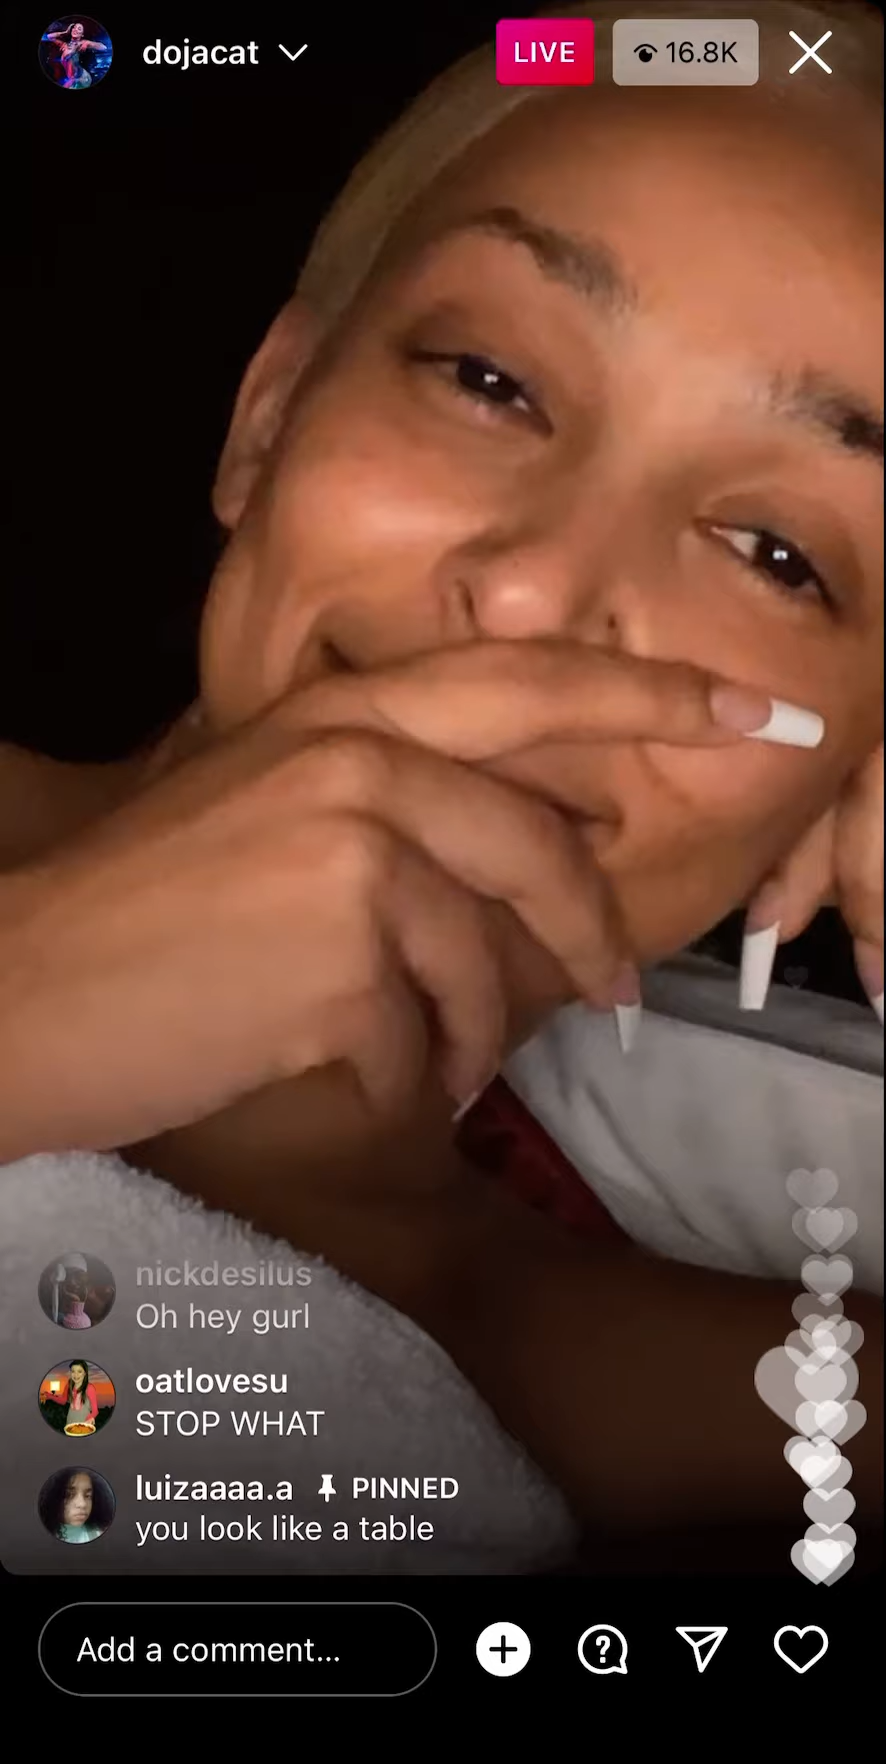 dojacat
LIVE
16.8K
nickdesilus
Oh hey gurl
oatlovesu
STOP WHAT
luizaaaa.a PINNED
you look like a table
Add a comment...